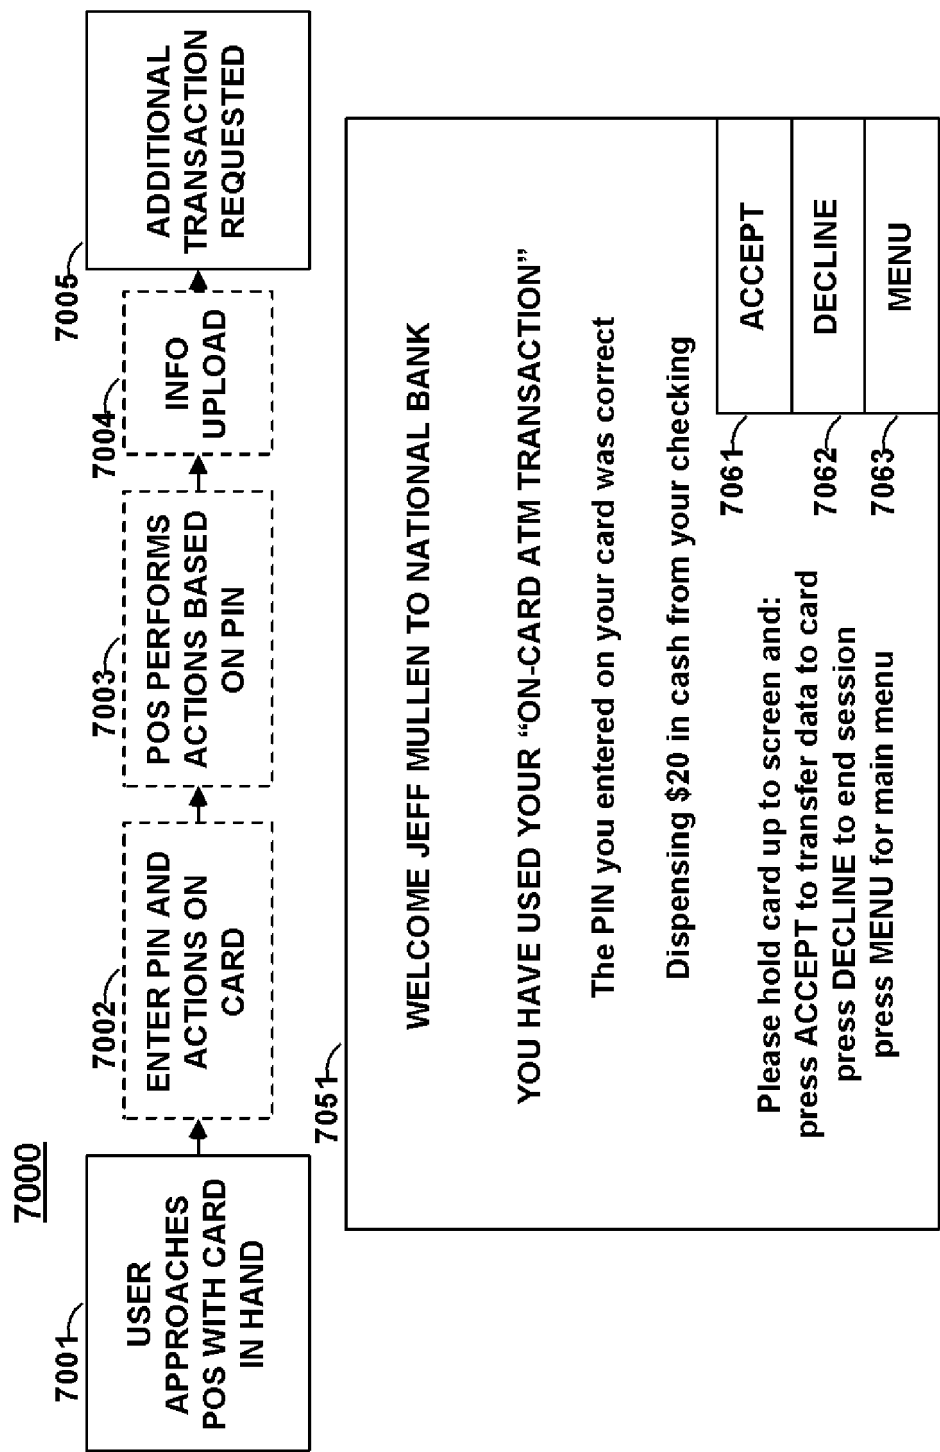 7000
7001
USER
APPROACHES
POS WITH CARD
IN HAND
7002
ENTER PIN AND
ACTIONS ON
CARD
7003
POS PERFORMS
ACTIONS BASED
ON PIN
7004
INFO
UPLOAD
7005
ADDITIONAL
TRANSACTION
REQUESTED
7051
WELCOME JEFF MULLEN TO NATIONAL BANK
YOU HAVE USED YOUR “ON-CARD ATM TRANSACTION”
The PIN you entered on your card was correct
Dispensing $20 in cash from your checking
Please hold card up to screen and:
press ACCEPT to transfer data to card
press DECLINE to end session
press MENU for main menu
7061
ACCEPT
7062
DECLINE
7063
MENU